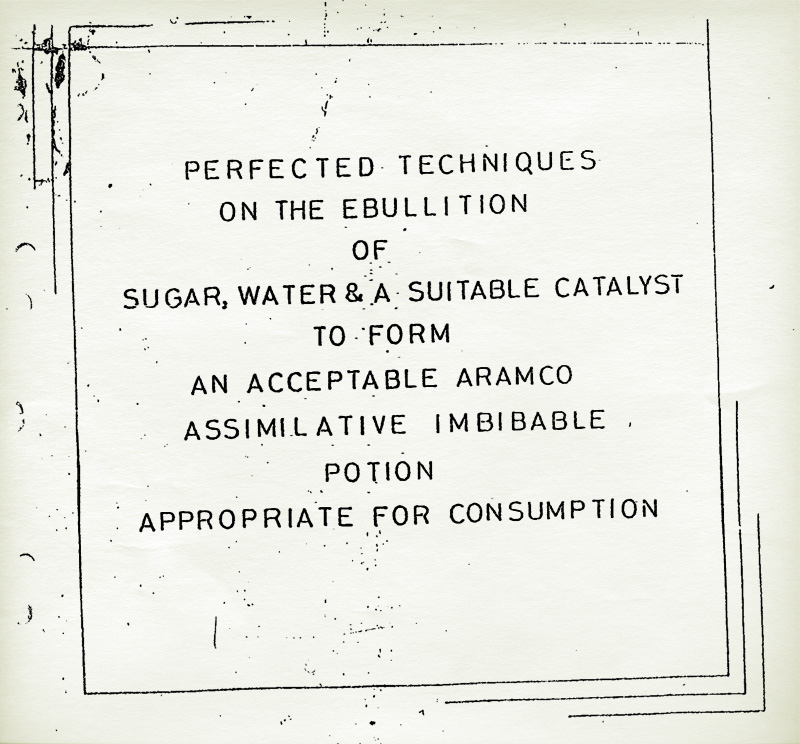 PERFECTED TECHNIQUES
ON THE EBULLITION
OF
SUGAR, WATER & A SUITABLE CATALYST
TO FORM
AN ACCEPTABLE ARAMCO
ASSIMILATIVE IMBIBABLE
POTION
APPROPRIATE FOR CONSUMPTION